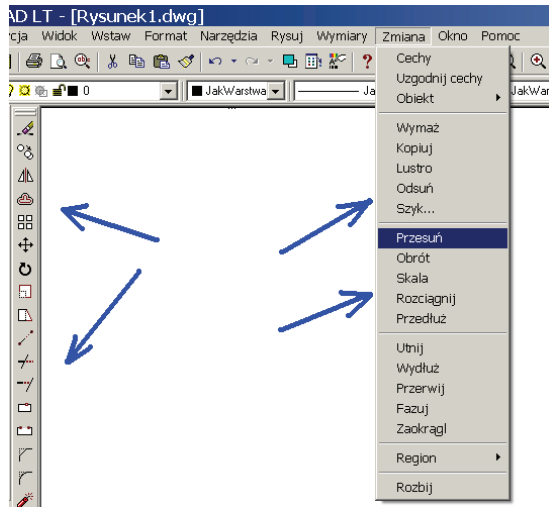 AD LT - [Rysunek1.dwg]
cja Widok Wstaw Format Narzędzia Rysuj Wymiary Zmiana Okno Pomoc
0 JakWarstwa Ja JakWar
Cechy
Uzgodnij cechy
Obiekt
Wymaż
Kopiuj
Lustro
Odsuń
Szyk...
Przesuń
Obrót
Skala
Rozciągnij
Przedłuż
Utnij
Wydłuż
Przerwij
Fazuj
Zaokrągl
Region
Rozbij